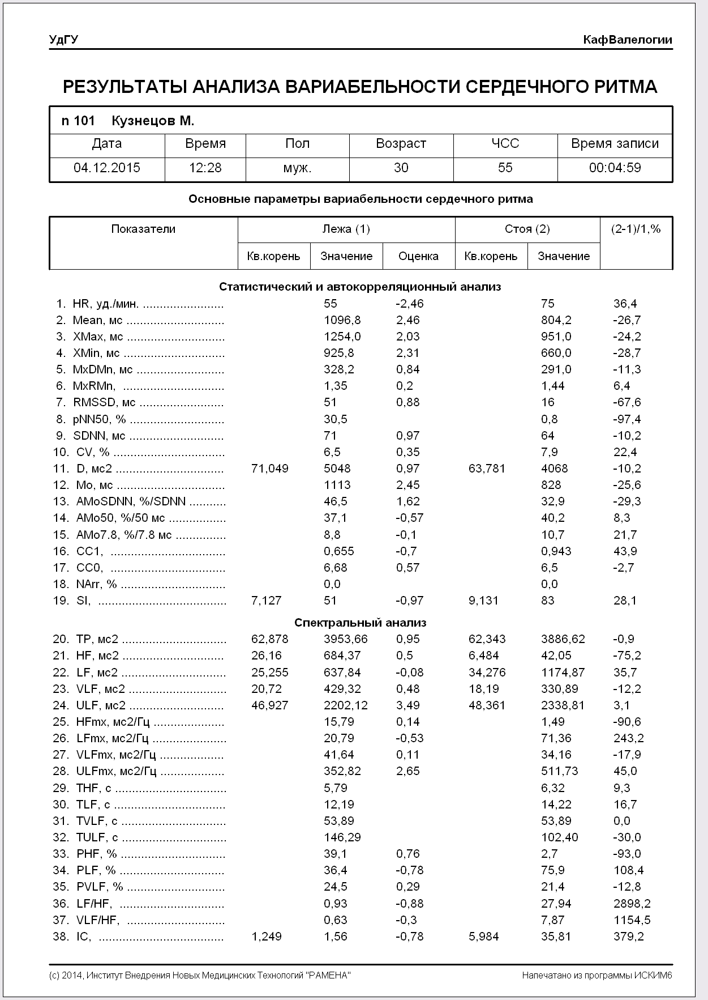 УдГУ КафВалелогии
РЕЗУЛЬТАТЫ АНАЛИЗА ВАРИАБЕЛЬНОСТИ СЕРДЕЧНОГО РИТМА
n 101 Кузнецов М.
Дата Время Пол Возраст ЧСС Время записи
04.12.2015 12:28 муж. 30 55 00:04:59
Основные параметры вариабельности сердечного ритма
Показатели Лежа (1) Стоя (2) (2-1)/1,%
Кв.корень Значение Оценка Кв.корень Значение
Статистический и автокорреляционный анализ
1. HR, уд./мин. ........................ 55 -2,46 75 36,4
2. Mean, мс ............................. 1096,8 2,46 804,2 -26,7
3. XMax, мс ............................. 1254,0 2,03 951,0 -24,2
4. XMin, мс .............................. 925,8 2,31 660,0 -28,7
5. MxDMn, мс .......................... 328,2 0,84 291,0 -11,3
6. MxRMn, .............................. 1,35 0,2 1,44 6,4
7. RMSSD, мс ......................... 51 0,88 16 -67,6
8. pNN50, % ............................ 30,5 0,8 -97,4
9. SDNN, мс ............................ 71 0,97 64 -10,2
10. CV, % ................................. 6,5 0,35 7,9 22,4
11. D, мс2 ................................ 71,049 5048 0,97 63,781 4068 -10,2
12. Mo, мс ................................ 1113 2,45 828 -25,6
13. AMoSDNN, %/SDNN ........... 46,5 1,62 32,9 -29,3
14. AMo50, %/50 мс ................. 37,1 -0,57 40,2 8,3
15. AMo7.8, %/7.8 мс ............... 8,8 -0,1 10,7 21,7
16. CC1, .................................. 0,655 -0,7 0,943 43,9
17. CC0, .................................. 6,68 0,57 6,5 -2,7
18. NArr, % ............................... 0,0 0,0
19. SI, ...................................... 7,127 51 -0,97 9,131 83 28,1
Спектральный анализ
20. TP, мс2 ............................... 62,878 3953,66 0,95 62,343 3886,62 -0,9
21. HF, мс2 .............................. 26,16 684,37 0,5 6,484 42,05 -75,2
22. LF, мс2 ............................... 25,255 637,84 -0,08 34,276 1174,87 35,7
23. VLF, мс2 ............................. 20,72 429,32 0,48 18,19 330,89 -12,2
24. ULF, мс2 ............................ 46,927 2202,12 3,49 48,361 2338,81 3,1
25. HFmx, мс2/Гц ..................... 15,79 0,14 1,49 -90,6
26. LFmx, мс2/Гц ...................... 20,79 -0,53 71,36 243,2
27. VLFmx, мс2/Гц ................... 41,64 0,11 34,16 -17,9
28. ULFmx, мс2/Гц ................... 352,82 2,65 511,73 45,0
29. THF, с ................................. 5,79 6,32 9,3
30. TLF, с ................................. 12,19 14,22 16,7
31. TVLF, с ............................... 53,89 53,89 0,0
32. TULF, с ............................... 146,29 102,40 -30,0
33. PHF, % ............................... 39,1 0,76 2,7 -93,0
34. PLF, % ............................... 36,4 -0,78 75,9 108,4
35. PVLF, % ............................. 24,5 0,29 21,4 -12,8
36. LF/HF, ............................... 0,93 -0,88 27,94 2898,2
37. VLF/HF, ............................. 0,63 -0,3 7,87 1154,5
38. IC, ..................................... 1,249 1,56 -0,78 5,984 35,81 379,2
(c) 2014, Институт Внедрения Новых Медицинских Технологий "РАМЕНА" Напечатано из программы ИСКИМ6